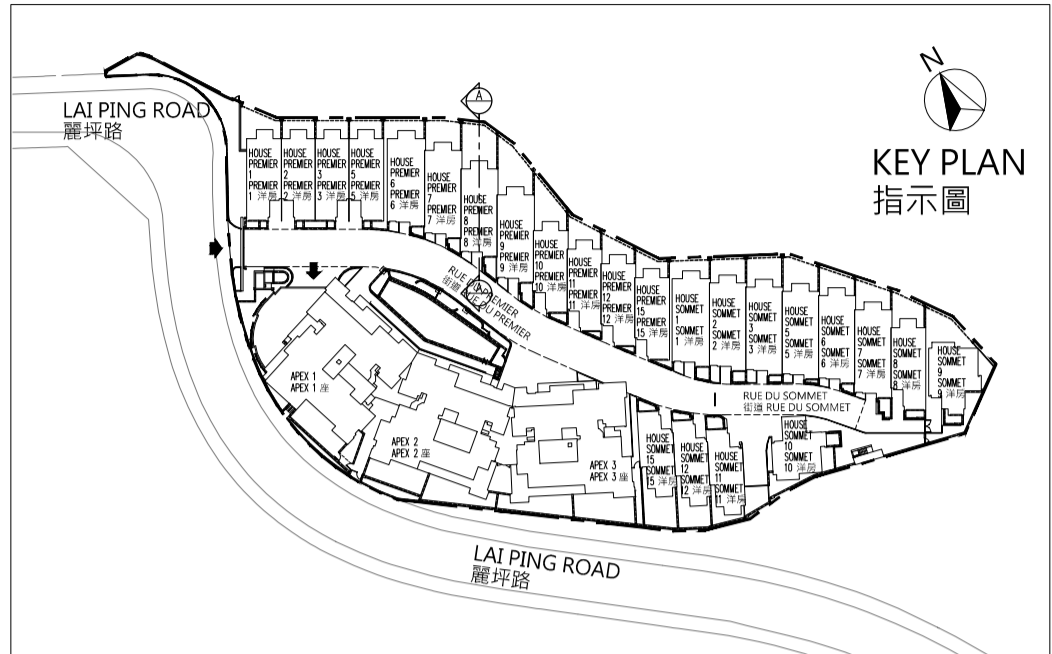 N
KEY PLAN
指示圖
LAI PING ROAD
麗坪路
A
HOUSE
PREMIER
1
PREMIER
1 洋房
HOUSE
PREMIER
2
PREMIER
2 洋房
HOUSE
PREMIER
3
PREMIER
3 洋房
HOUSE
PREMIER
5
PREMIER
5 洋房
HOUSE
PREMIER
6
PREMIER
6 洋房
HOUSE
PREMIER
7
PREMIER
7 洋房
HOUSE
PREMIER
8
PREMIER
8 洋房
HOUSE
PREMIER
9
PREMIER
9 洋房
HOUSE
PREMIER
10
PREMIER
10 洋房
HOUSE
PREMIER
11
PREMIER
11 洋房
HOUSE
PREMIER
12
PREMIER
12 洋房
HOUSE
PREMIER
15
PREMIER
15 洋房
HOUSE
SOMMET
1
SOMMET
1 洋房
HOUSE
SOMMET
2
SOMMET
2 洋房
HOUSE
SOMMET
3
SOMMET
3 洋房
HOUSE
SOMMET
5
SOMMET
5 洋房
HOUSE
SOMMET
6
SOMMET
6 洋房
HOUSE
SOMMET
7
SOMMET
7 洋房
HOUSE
SOMMET
8
SOMMET
8 洋房
HOUSE
SOMMET
9
SOMMET
9 洋房
RUE DU PREMIER
街道 RUE DU PREMIER
RUE DU SOMMET
街道 RUE DU SOMMET
APEX 1
APEX 1 座
APEX 2
APEX 2 座
APEX 3
APEX 3 座
HOUSE
SOMMET
15
SOMMET
15 洋房
HOUSE
SOMMET
12
SOMMET
12 洋房
HOUSE
SOMMET
11
SOMMET
11 洋房
HOUSE
SOMMET
10
SOMMET
10 洋房
LAI PING ROAD
麗坪路